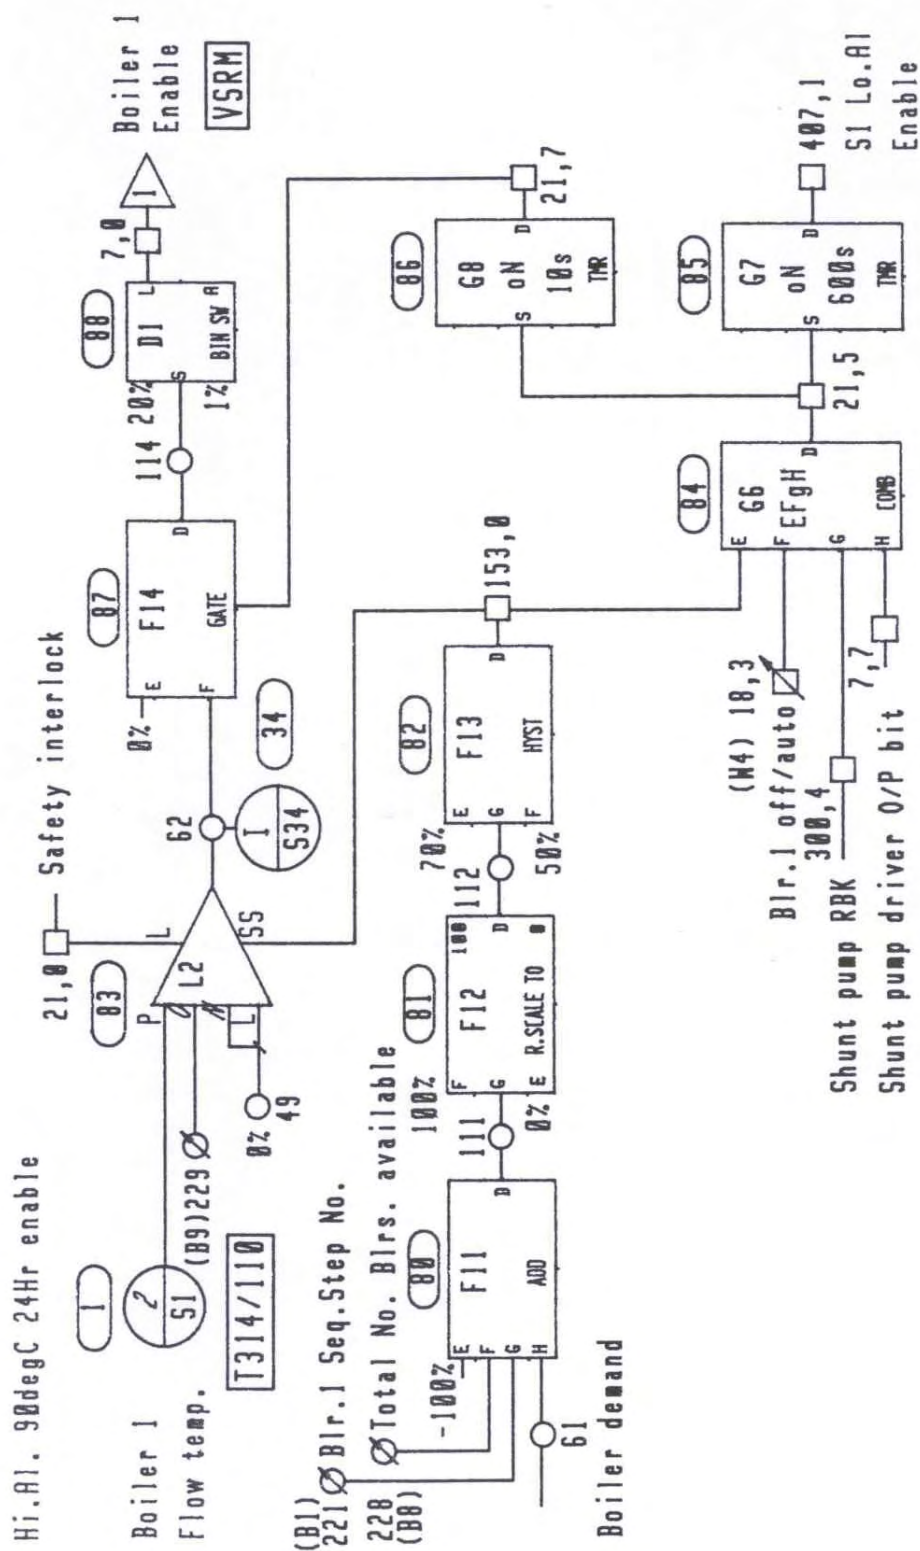 Hi.Al. 90degC 24Hr enable
1
2
S1
Boiler 1
Flow temp.
(B9)229
T314/110
0%
49
21,0
Safety interlock
83
P
L
L2
L
SS
62
I
S34
34
0%
E
F
87
F14
GATE
D
114
20%
S
1%
88
D1
BIN SW
L
A
7,0
1
Boiler 1
Enable
VSRM
(B1)
221
Blr.1 Seq.Step No.
228
(B8)
Total No. Blrs. available
-100%
E
F
G
H
80
F11
ADD
D
61
Boiler demand
111
100%
0%
F
G
E
81
F12
R.SCALE TO
100
D
0
112
70%
50%
E
G
F
82
F13
HYST
D
153,0
(W4) 18,3
Blr.1 off/auto
300,4
Shunt pump RBK
7,7
Shunt pump driver O/P bit
E
F
G
H
84
G6
EFgH
COMB
D
21,5
86
S
G8
oN
10s
TMR
D
21,7
85
S
G7
oN
600s
TMR
D
407,1
S1 Lo.Al
Enable